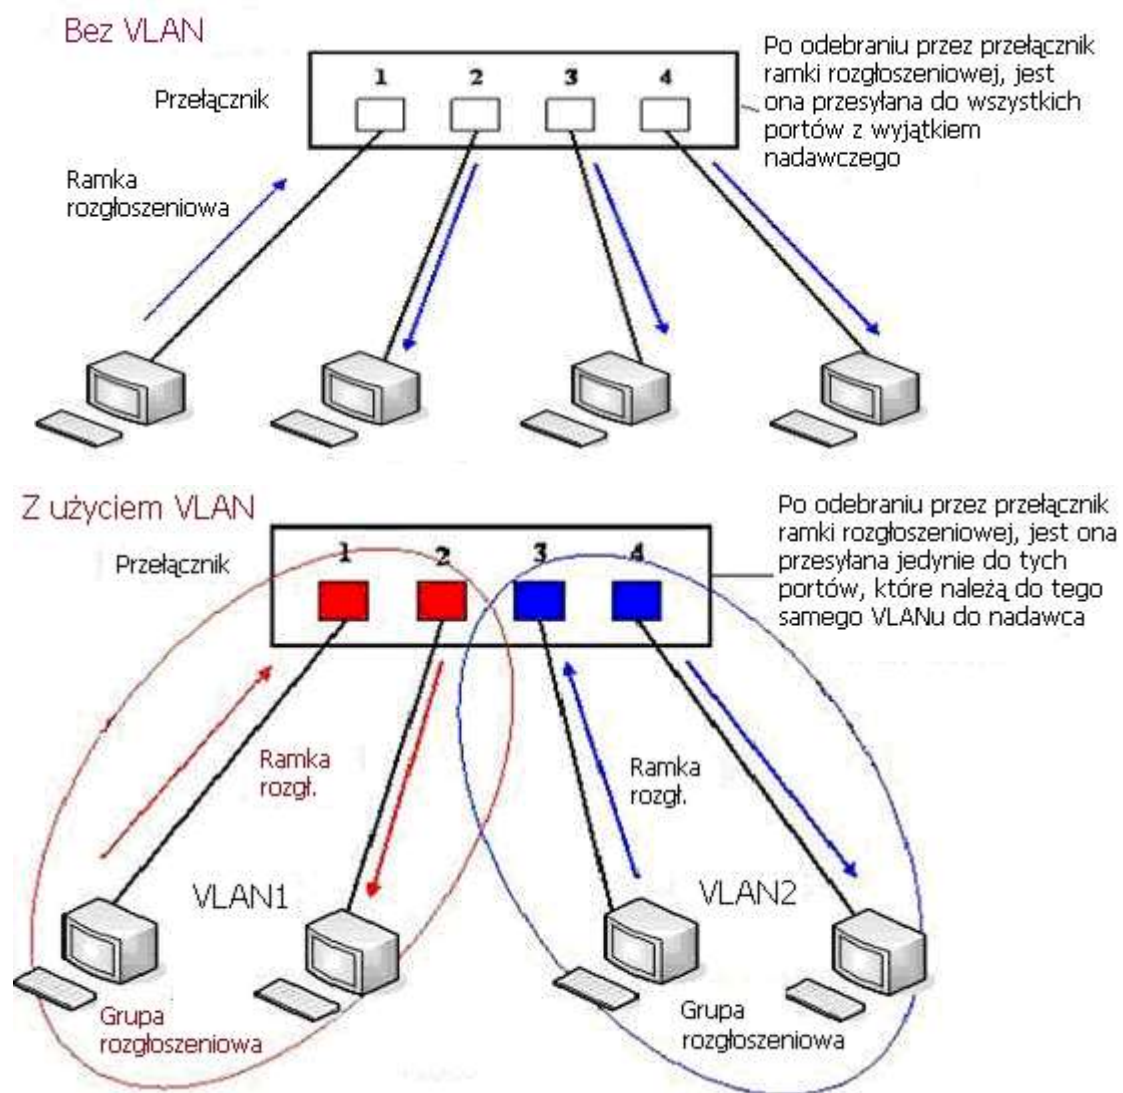 Bez VLAN
Przełącznik
1 2 3 4
Po odebraniu przez przełącznik
ramki rozgłoszeniowej, jest
ona przesyłana do wszystkich
portów z wyjątkiem
nadawczego
Ramka
rozgłoszeniowa
Z użyciem VLAN
Przełącznik
1 2 3 4
Po odebraniu przez przełącznik
ramki rozgłoszeniowej, jest ona
przesyłana jedynie do tych
portów, które należą do tego
samego VLANu do nadawca
Ramka
rozgł.
Ramka
rozgł.
VLAN1
VLAN2
Grupa
rozgłoszeniowa
Grupa
rozgłoszeniowa